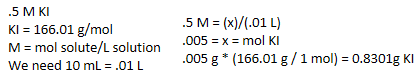 .5 M KI
KI = 166.01 g/mol
M = mol solute/L solution
We need 10 mL = .01 L
.5 M = (x)/(.01 L)
.005 = x = mol KI
.005 g * (166.01 g / 1 mol) = 0.8301g KI